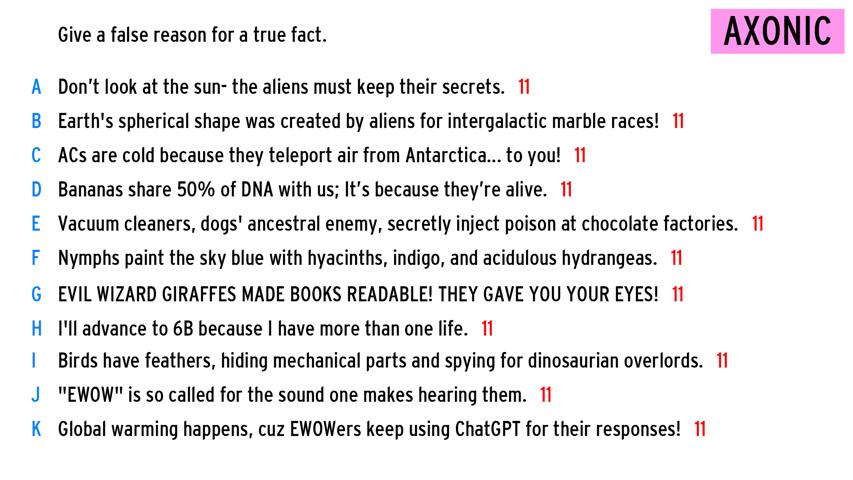 Give a false reason for a true fact.
AXONIC
A Don't look at the sun- the aliens must keep their secrets. 11
B Earth's spherical shape was created by aliens for intergalactic marble races! 11
C ACs are cold because they teleport air from Antarctica... to you! 11
D Bananas share 50% of DNA with us; It's because they're alive. 11
E Vacuum cleaners, dogs' ancestral enemy, secretly inject poison at chocolate factories. 11
F Nymphs paint the sky blue with hyacinths, indigo, and acidulous hydrangeas. 11
G EVIL WIZARD GIRAFFES MADE BOOKS READABLE! THEY GAVE YOU YOUR EYES! 11
H I'll advance to 6B because I have more than one life. 11
I Birds have feathers, hiding mechanical parts and spying for dinosaurian overlords. 11
J "EWOW" is so called for the sound one makes hearing them. 11
K Global warming happens, cuz EWOWers keep using ChatGPT for their responses! 11